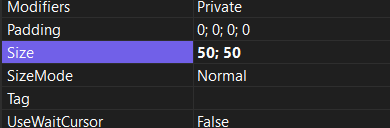 Modifiers Private
Padding 0; 0; 0; 0
Size 50; 50
SizeMode Normal
Tag
UseWaitCursor False